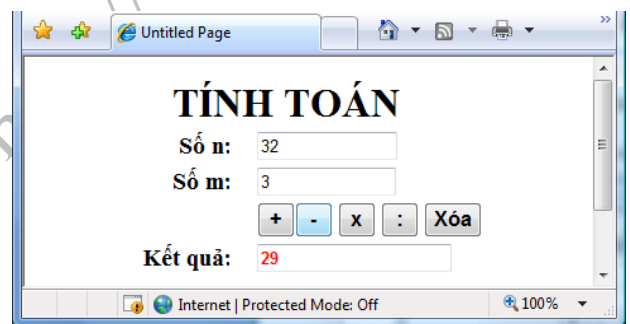 Untitled Page
»
TÍNH TOÁN
Số n: 32
Số m: 3
+ - x : Xóa
Kết quả: 29
Internet | Protected Mode: Off 100%